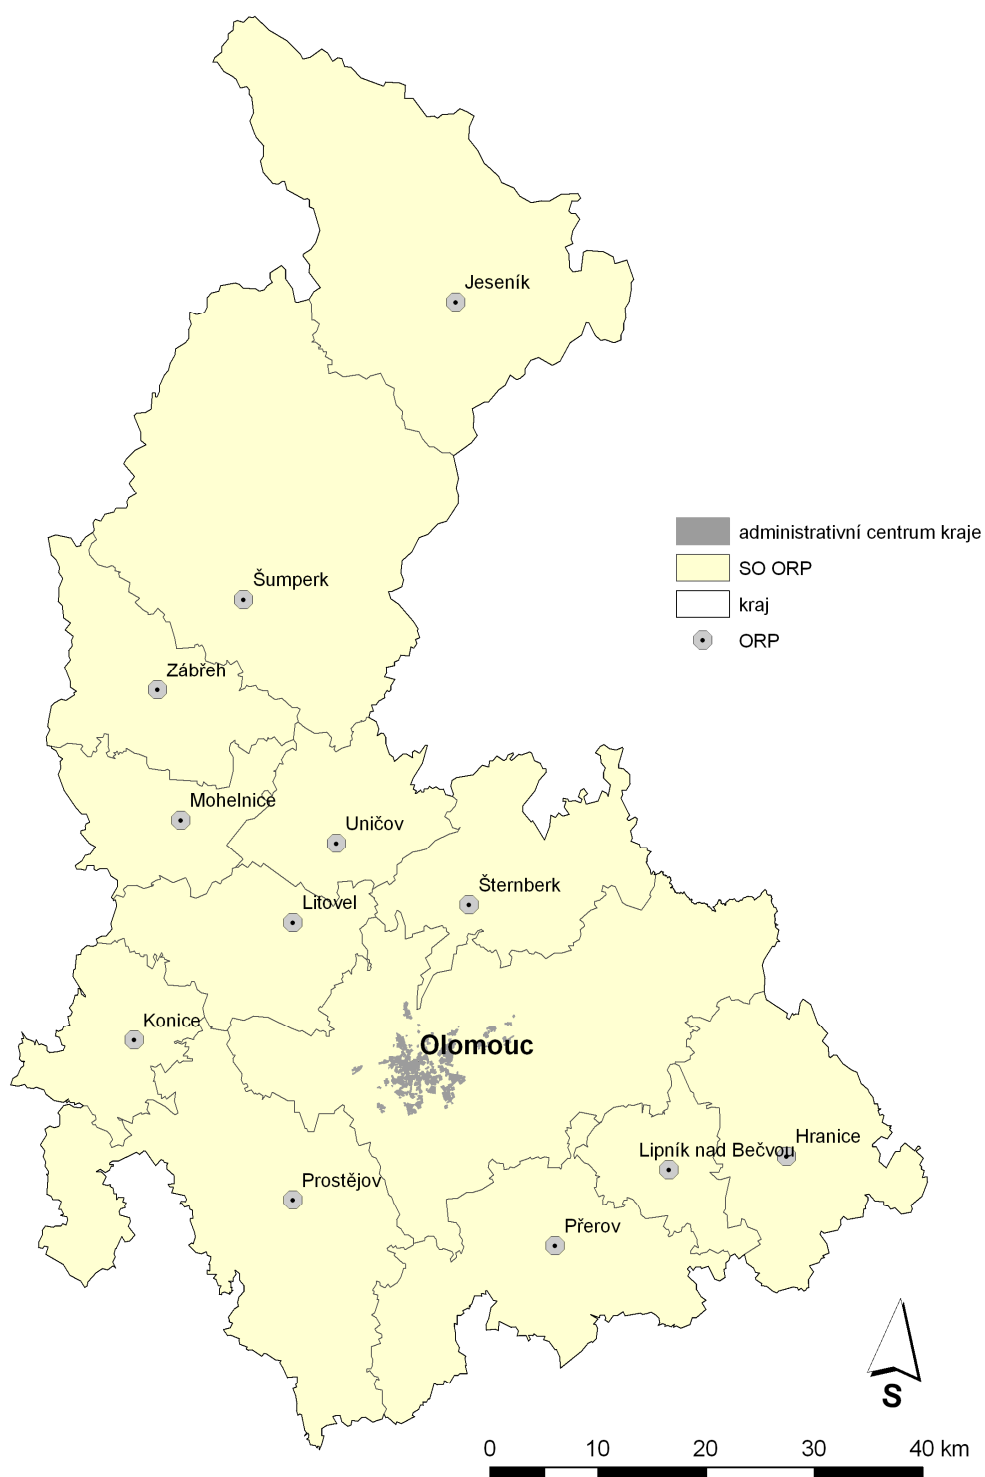 Jeseník
administrativní centrum kraje
SO ORP
Šumperk
kraj
ORP
Zábřeh
Mohelnice
Uničov
Šternberk
Litovel
Konice
Olomouc
Hranice
Lipník nad Bečvou
Prostějov
Přerov
S
0 10 20 30 40 km